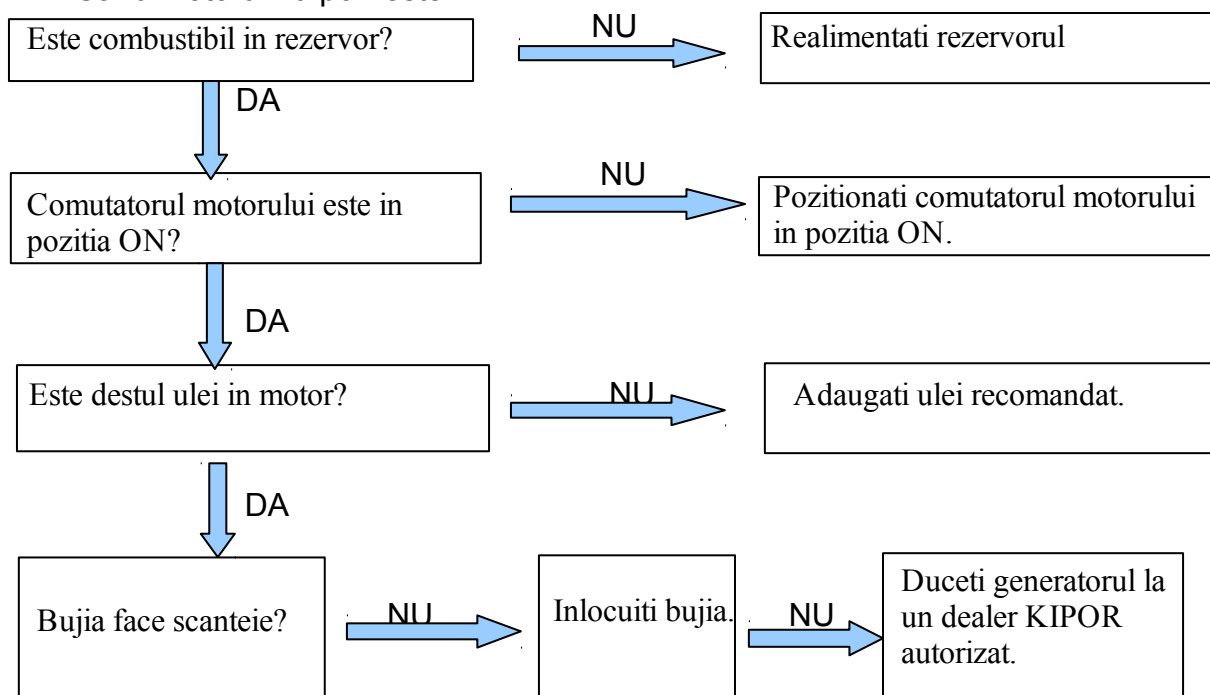 Este combustibil in rezervor?
NU
Realimentati rezervorul
DA
Comutatorul motorului este in
pozitia ON?
NU
Pozitionati comutatorul motorului
in pozitia ON.
DA
Este destul ulei in motor?
NU
Adaugati ulei recomandat.
DA
Bujia face scanteie?
NU
Inlocuiti bujia.
NU
Duceti generatorul la
un dealer KIPOR
autorizat.